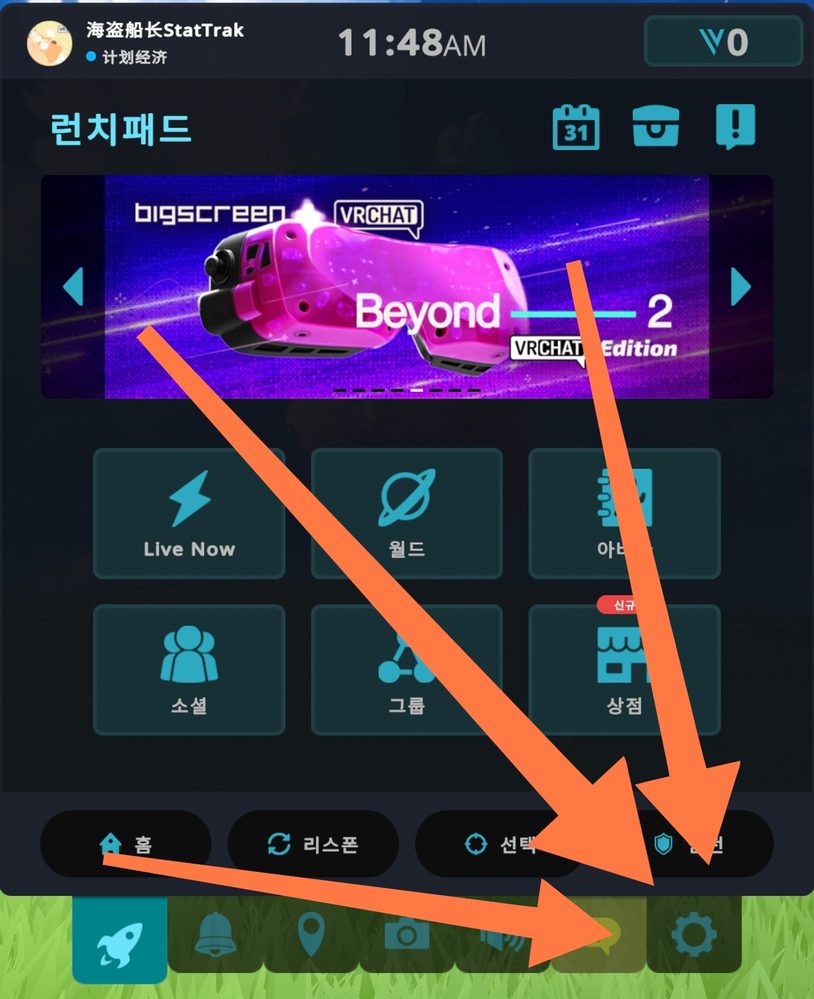 海盗船长StatTrak
计划经济
11:48AM
0
런치패드
31
bigscreen VRCHAT
Beyond 2
VRCHAT Edition
Live Now
월드
신규
소셜
그룹
상점
홈
리스폰
선택